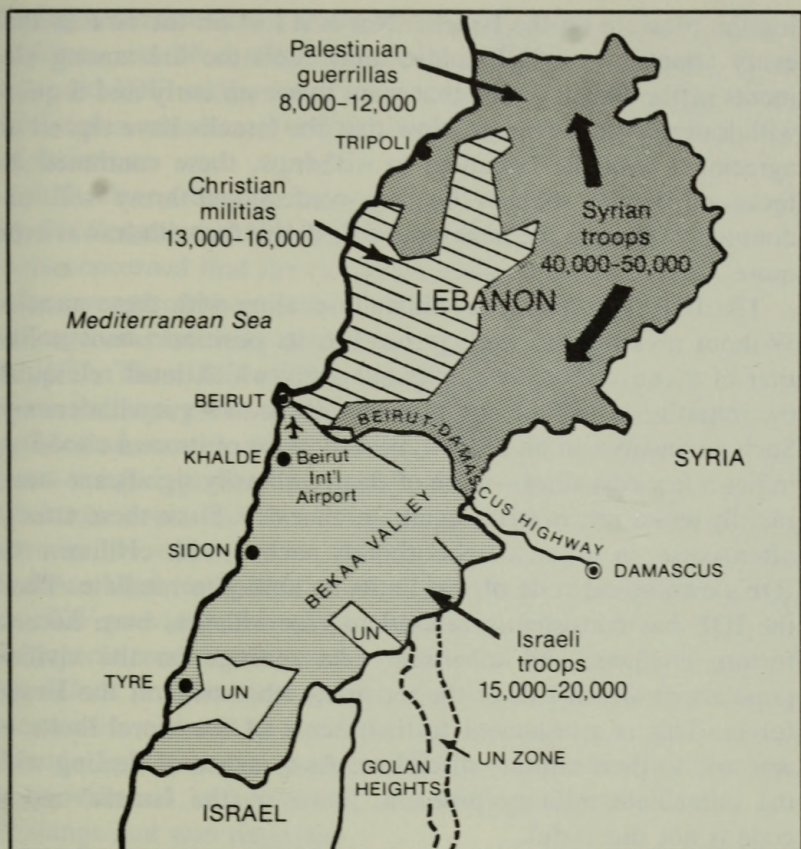 Palestinian
guerrillas
8,000–12,000
TRIPOLI
Christian
militias
13,000–16,000
Syrian
troops
40,000–50,000
LEBANON
Mediterranean Sea
BEIRUT
BEIRUT-DAMASCUS HIGHWAY
KHALDE
Beirut
Int'l
Airport
SYRIA
SIDON
BEKAA VALLEY
DAMASCUS
UN
Israeli
troops
15,000–20,000
TYRE
UN
UN ZONE
GOLAN
HEIGHTS
ISRAEL